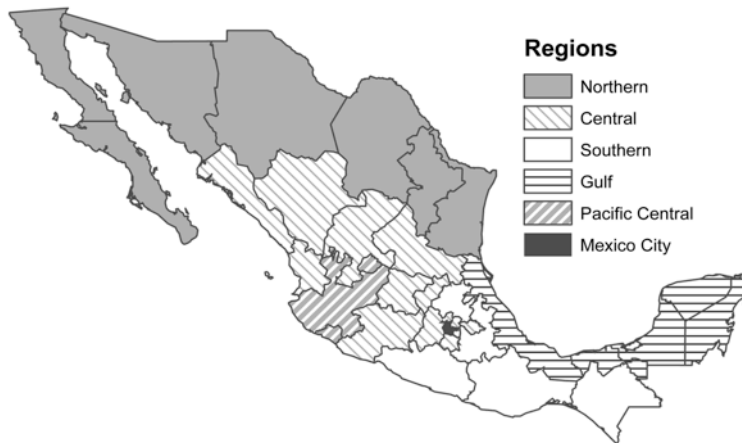 Regions
Northern
Central
Southern
Gulf
Pacific Central
Mexico City